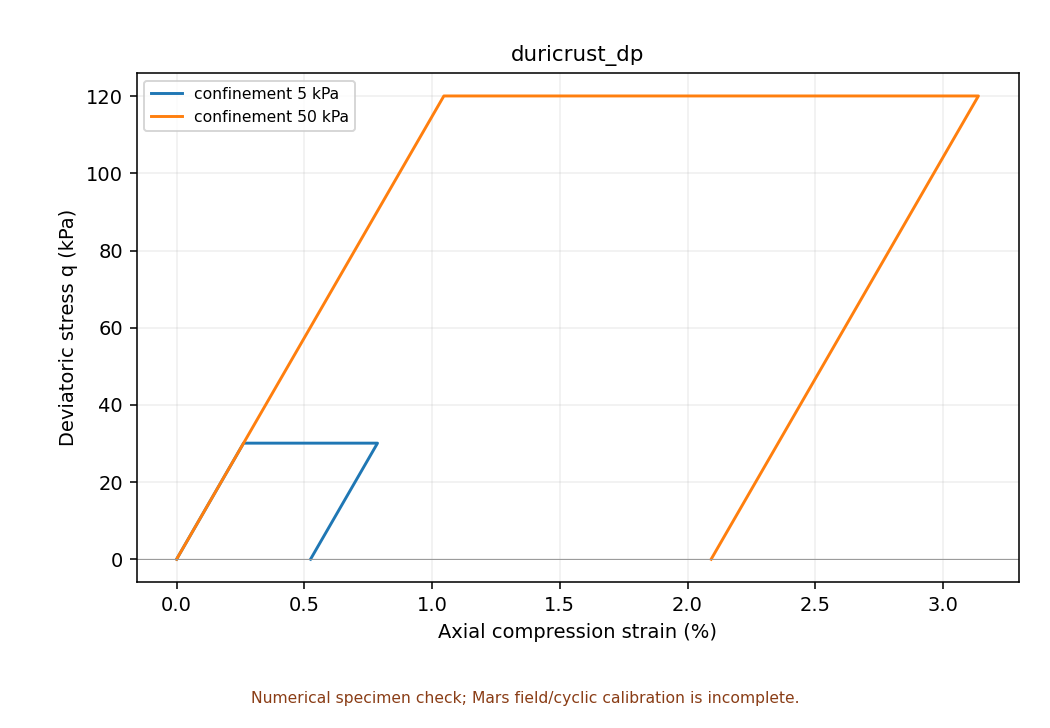 duricrust_dp
confinement 5 kPa
confinement 50 kPa
Deviatoric stress q (kPa)
120
100
80
60
40
20
0
0.0 0.5 1.0 1.5 2.0 2.5 3.0
Axial compression strain (%)
Numerical specimen check; Mars field/cyclic calibration is incomplete.